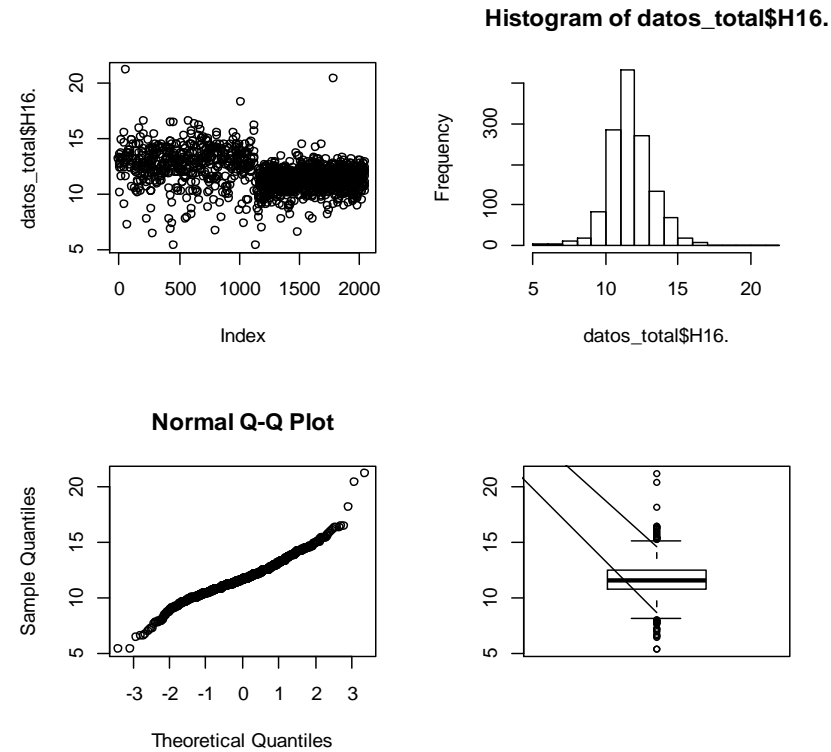 Histogram of datos_total$H16.
datos_total$H16.
5 10 15 20
0 500 1000 1500 2000
Index
Frequency
0 100 300
5 10 15 20
datos_total$H16.
Normal Q-Q Plot
Sample Quantiles
5 10 15 20
-3 -2 -1 0 1 2 3
Theoretical Quantiles
5 10 15 20